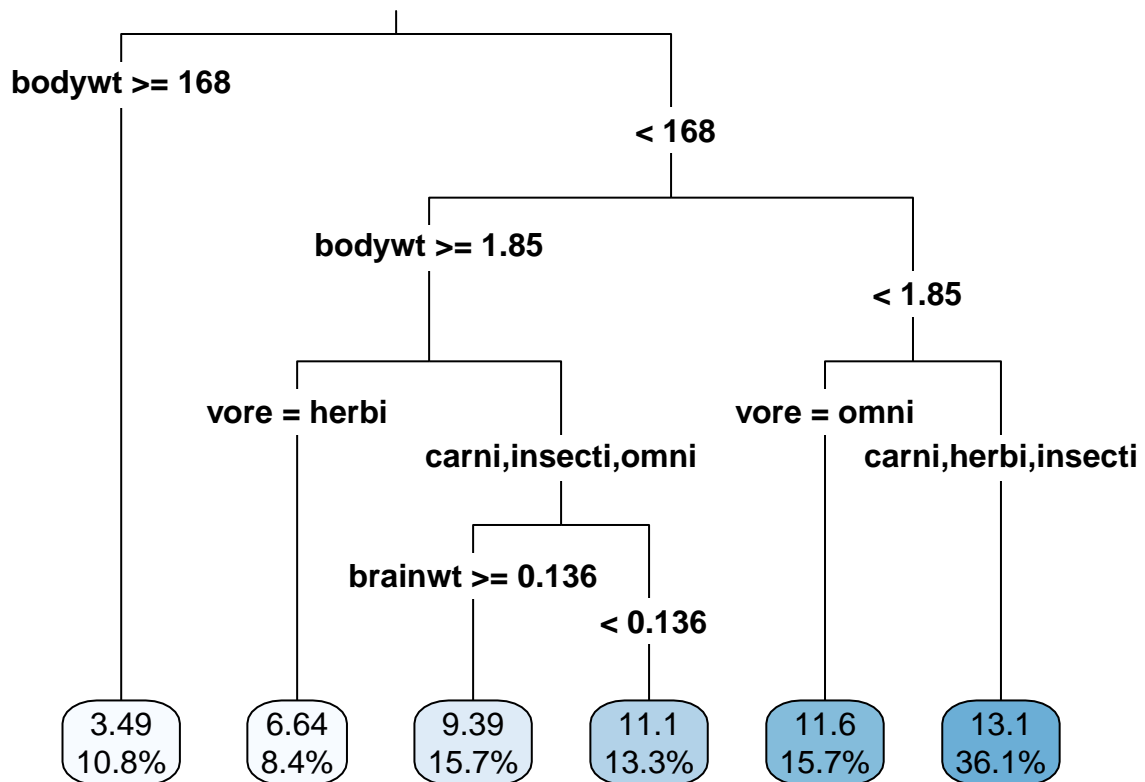 bodywt >= 168
< 168
bodywt >= 1.85
< 1.85
vore = herbi
vore = omni
carni,insecti,omni
carni,herbi,insecti
brainwt >= 0.136
< 0.136
3.49
10.8%
6.64
8.4%
9.39
15.7%
11.1
13.3%
11.6
15.7%
13.1
36.1%